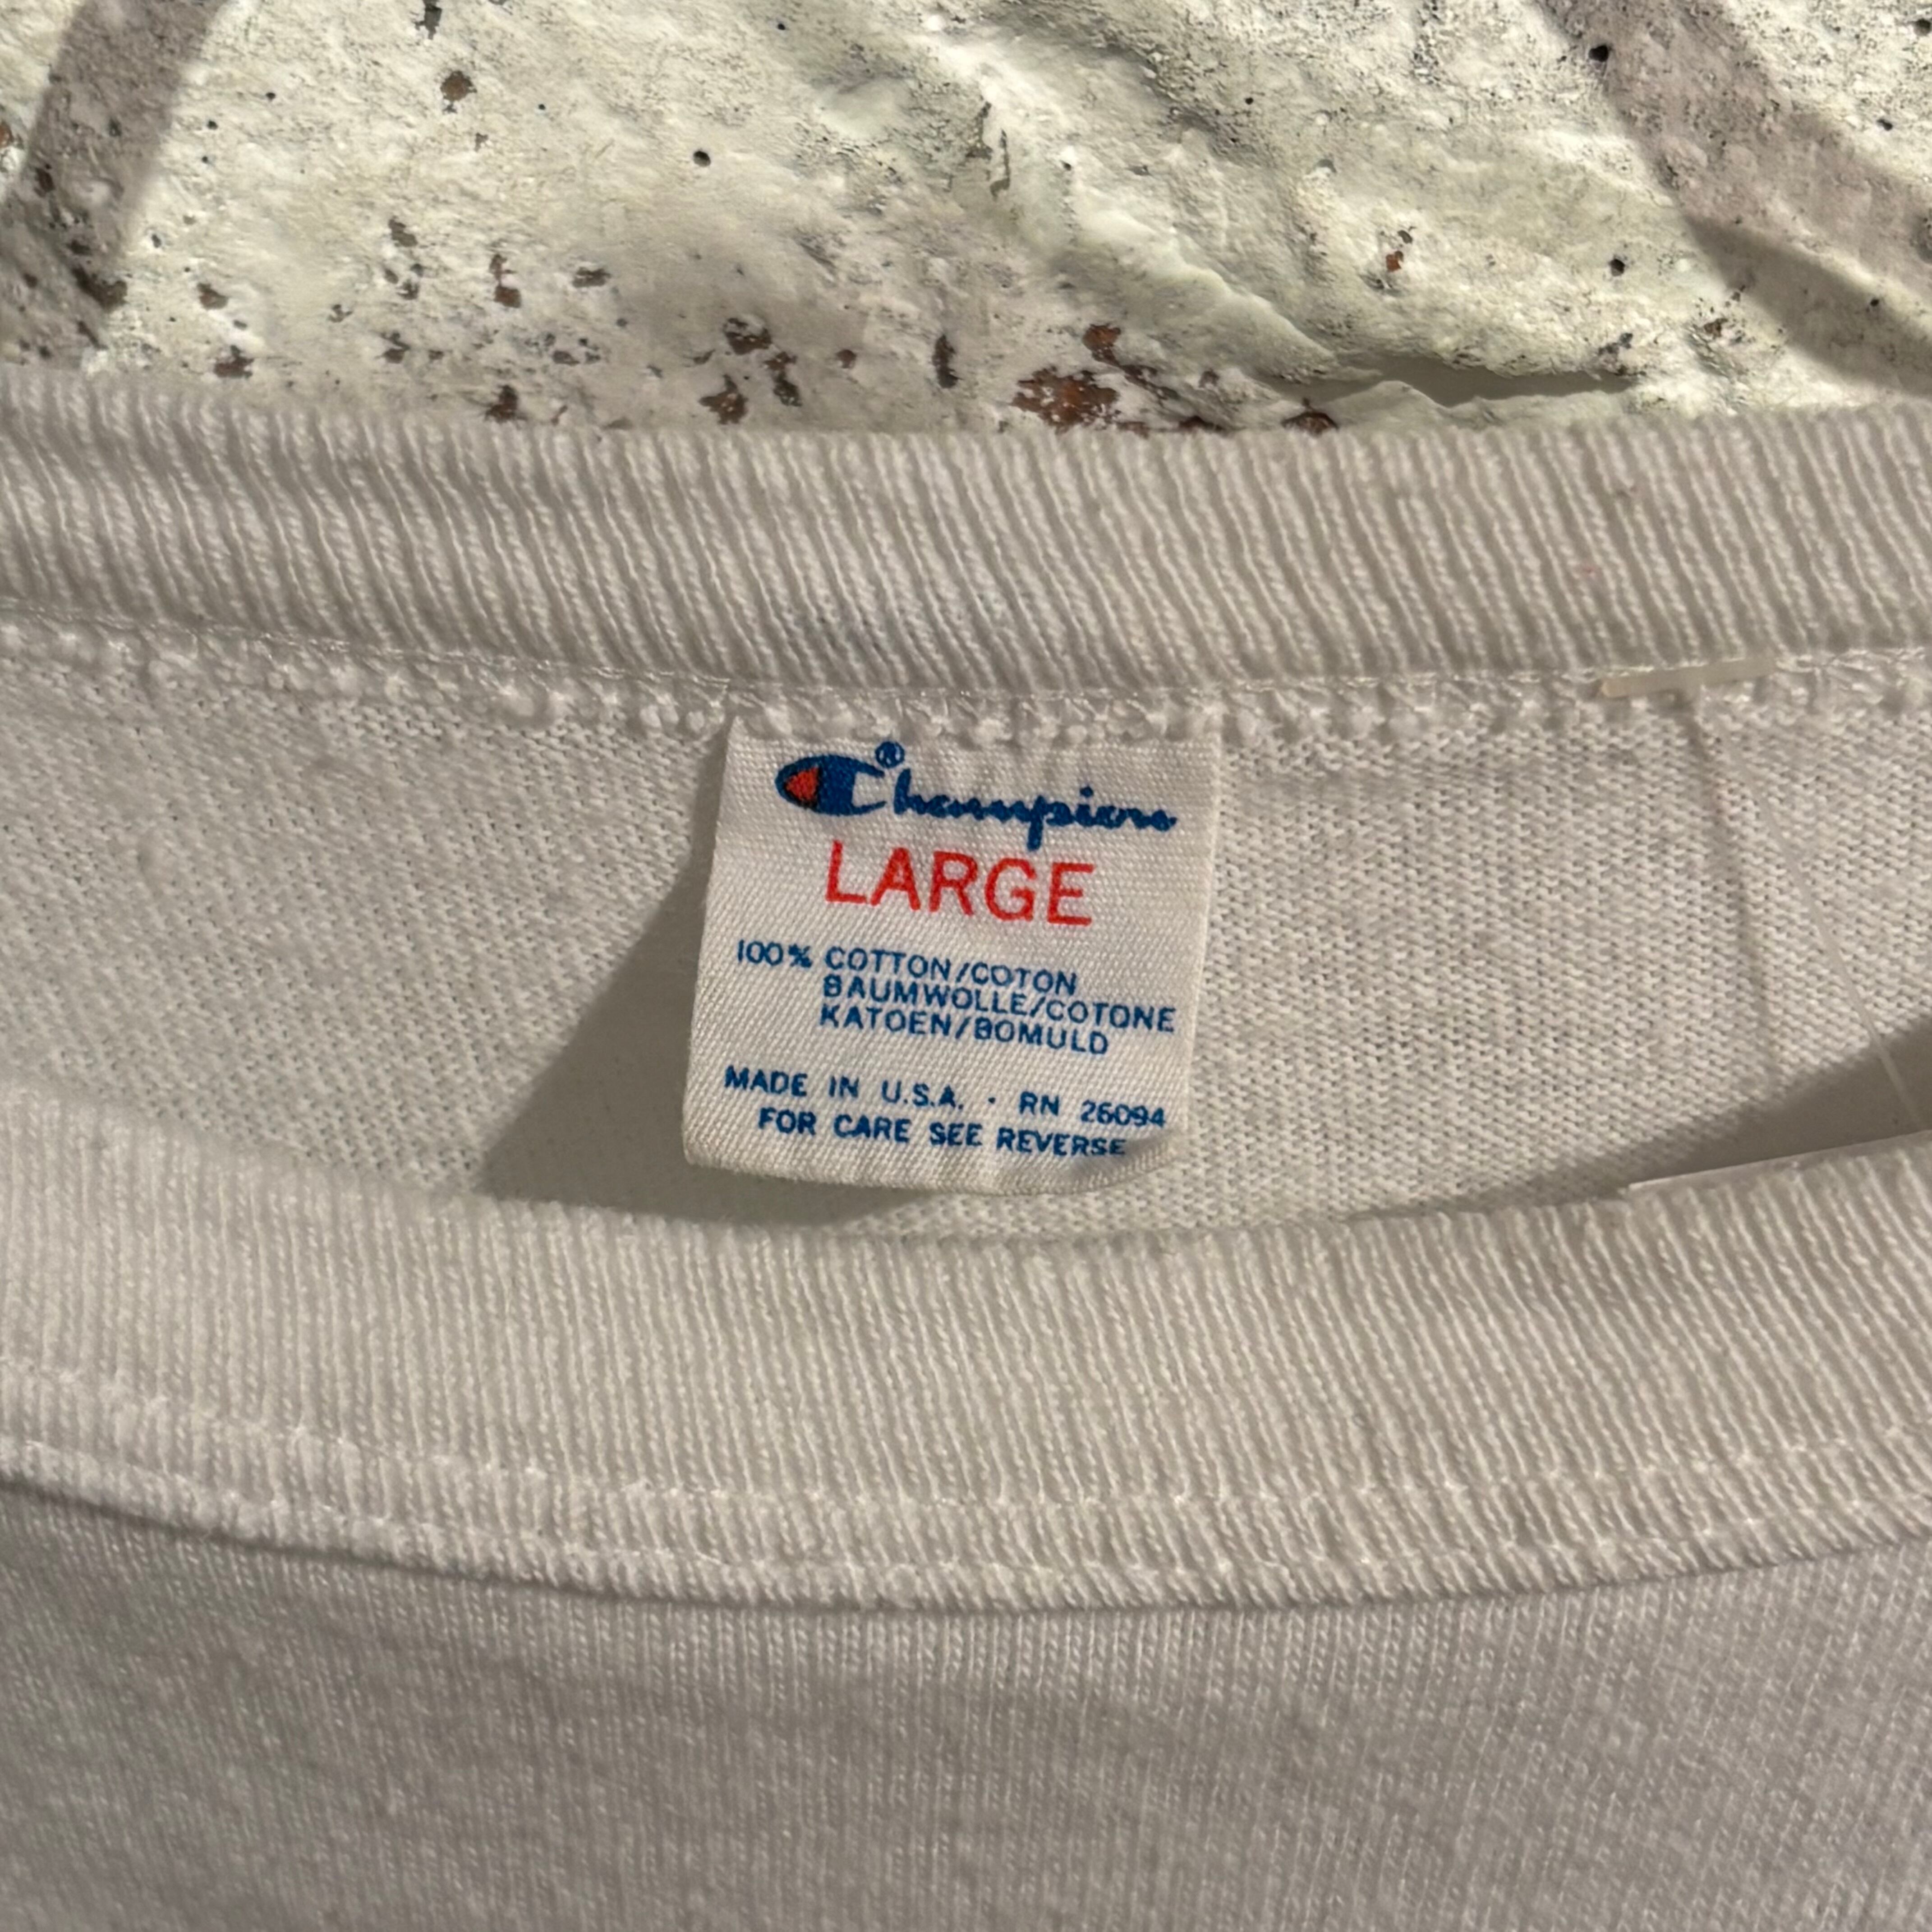 Champion®
LARGE
100% COTTON/COTON
BAUMWOLLE/COTONE
KATOEN/BOMULD
MADE IN U.S.A. · RN 26094
FOR CARE SEE REVERSE